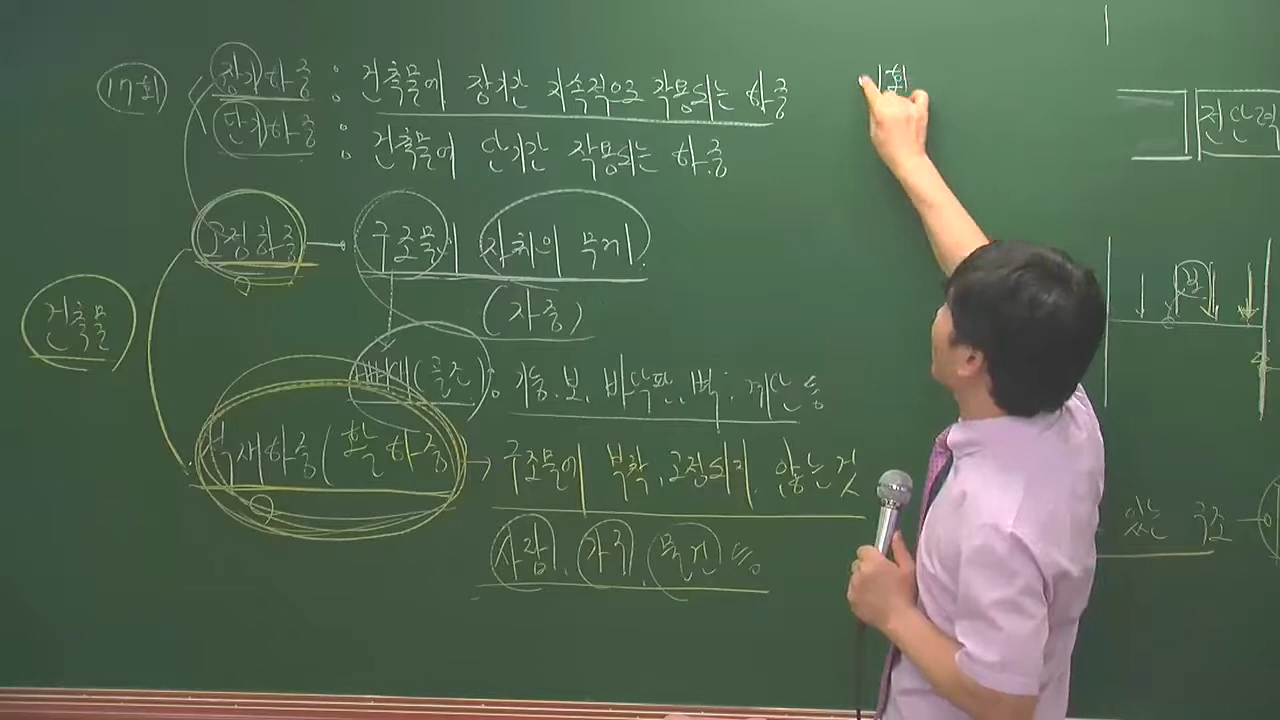 17회
장기하중 : 건축물에 장기간 지속적으로 작용되는 하중
단기하중 : 건축물에 단기간 작용되는 하중
고정하중 — 구조물의 자체의 무게
(자중)
건축물
뼈대(골조) : 기둥.보.바닥판.벽.계단 등
적재하중(활하중) → 구조물에 부착,고정되지 않는 것
사람, 가구, 물건 등
회
전단력
있는 구조